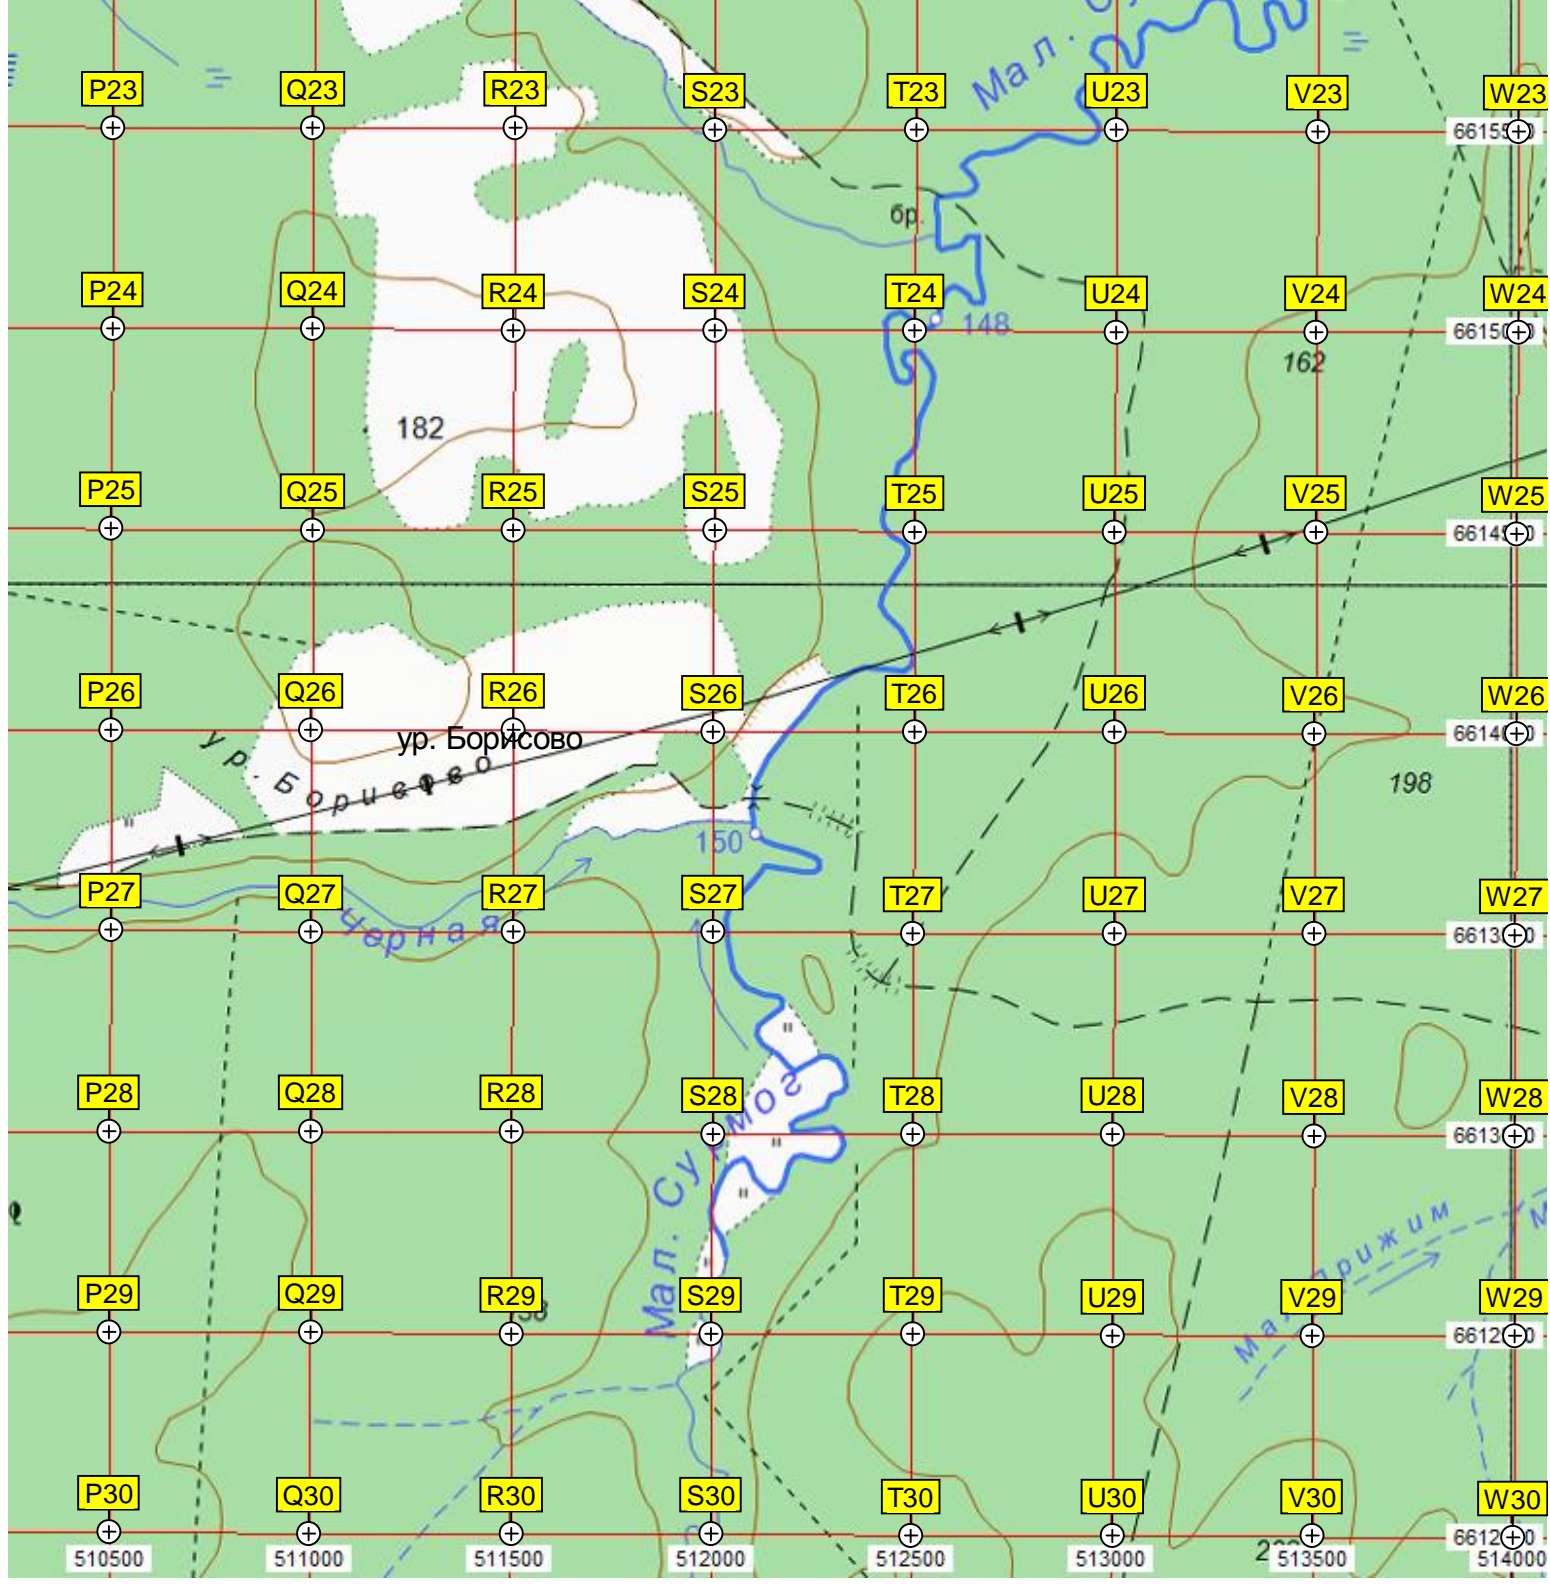 Мал.
P23 Q23 R23 S23 T23 U23 V23 W23
бр.
P24 Q24 R24 S24 T24 U24 V24 W24
148
162
182
P25 Q25 R25 S25 T25 U25 V25 W25
P26 Q26 R26 S26 T26 U26 V26 W26
ур. Борисово
ур. Борисово
198
150
P27 Q27 R27 S27 T27 U27 V27 W27
Черная
P28 Q28 R28 S28 T28 U28 V28 W28
Мал. Сурмог
P29 Q29 R29 S29 T29 U29 V29 W29
P30 Q30 R30 S30 T30 U30 V30 W30
510500 511000 511500 512000 512500 513000 513500 514000